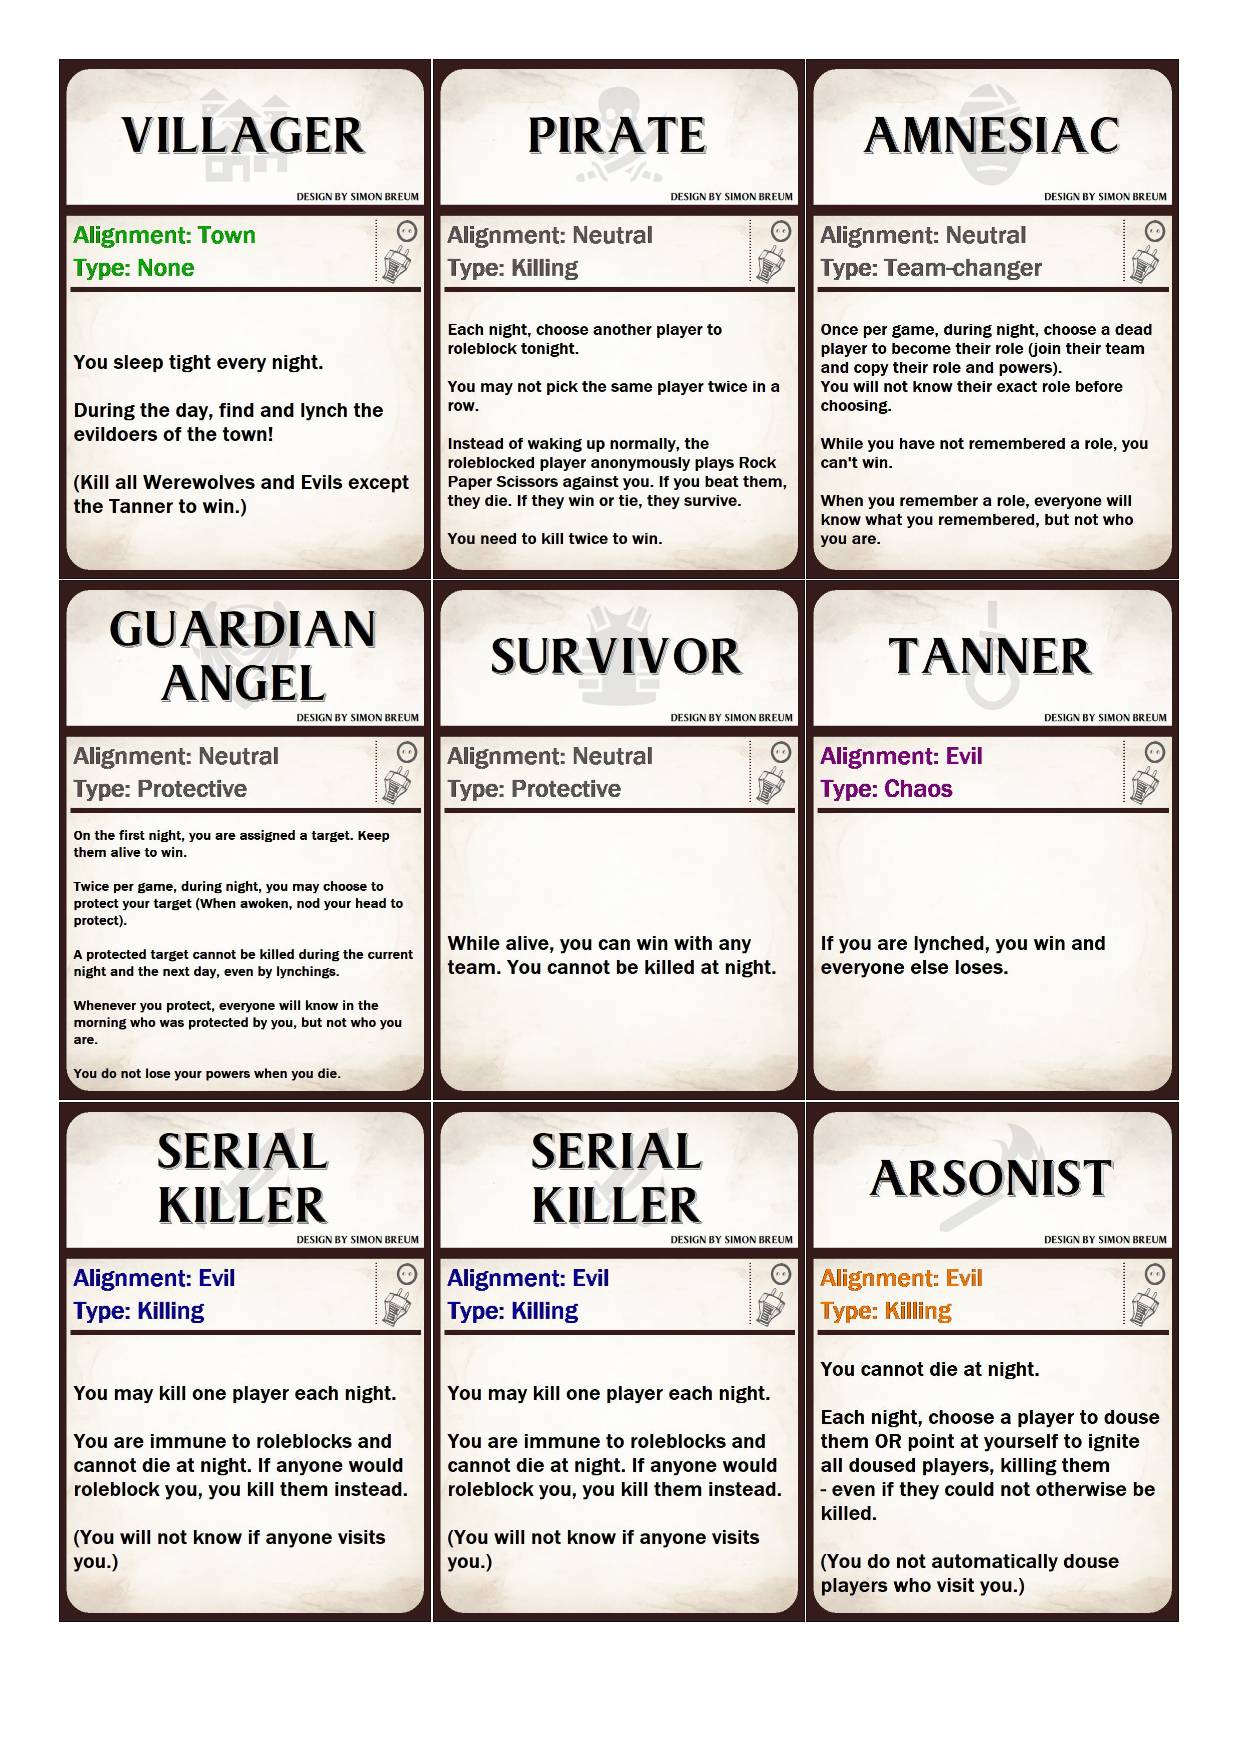 VILLAGER
DESIGN BY SIMON BREUM
Alignment: Town
Type: None
You sleep tight every night.
During the day, find and lynch the
evildoers of the town!
(Kill all Werewolves and Evils except
the Tanner to win.)
PIRATE
DESIGN BY SIMON BREUM
Alignment: Neutral
Type: Killing
Each night, choose another player to
roleblock tonight.
You may not pick the same player twice in a
row.
Instead of waking up normally, the
roleblocked player anonymously plays Rock
Paper Scissors against you. If you beat them,
they die. If they win or tie, they survive.
You need to kill twice to win.
AMNESIAC
DESIGN BY SIMON BREUM
Alignment: Neutral
Type: Team-changer
Once per game, during night, choose a dead
player to become their role (join their team
and copy their role and powers).
You will not know their exact role before
choosing.
While you have not remembered a role, you
can't win.
When you remember a role, everyone will
know what you remembered, but not who
you are.
GUARDIAN
ANGEL
DESIGN BY SIMON BREUM
Alignment: Neutral
Type: Protective
On the first night, you are assigned a target. Keep
them alive to win.
Twice per game, during night, you may choose to
protect your target (When awoken, nod your head to
protect).
A protected target cannot be killed during the current
night and the next day, even by lynchings.
Whenever you protect, everyone will know in the
morning who was protected by you, but not who you
are.
You do not lose your powers when you die.
SURVIVOR
DESIGN BY SIMON BREUM
Alignment: Neutral
Type: Protective
While alive, you can win with any
team. You cannot be killed at night.
TANNER
DESIGN BY SIMON BREUM
Alignment: Evil
Type: Chaos
If you are lynched, you win and
everyone else loses.
SERIAL
KILLER
DESIGN BY SIMON BREUM
Alignment: Evil
Type: Killing
You may kill one player each night.
You are immune to roleblocks and
cannot die at night. If anyone would
roleblock you, you kill them instead.
(You will not know if anyone visits
you.)
SERIAL
KILLER
DESIGN BY SIMON BREUM
Alignment: Evil
Type: Killing
You may kill one player each night.
You are immune to roleblocks and
cannot die at night. If anyone would
roleblock you, you kill them instead.
(You will not know if anyone visits
you.)
ARSONIST
DESIGN BY SIMON BREUM
Alignment: Evil
Type: Killing
You cannot die at night.
Each night, choose a player to douse
them OR point at yourself to ignite
all doused players, killing them
- even if they could not otherwise be
killed.
(You do not automatically douse
players who visit you.)